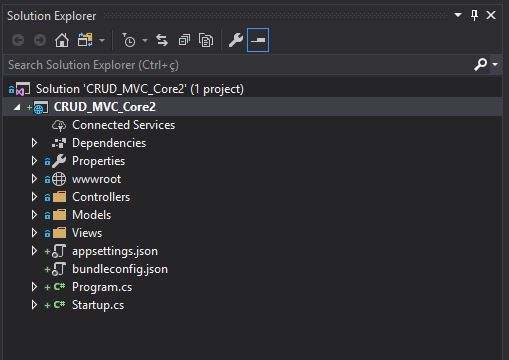 Solution Explorer
Search Solution Explorer (Ctrl+ç)
Solution 'CRUD_MVC_Core2' (1 project)
CRUD_MVC_Core2
Connected Services
Dependencies
Properties
wwwroot
Controllers
Models
Views
appsettings.json
bundleconfig.json
C# Program.cs
C# Startup.cs